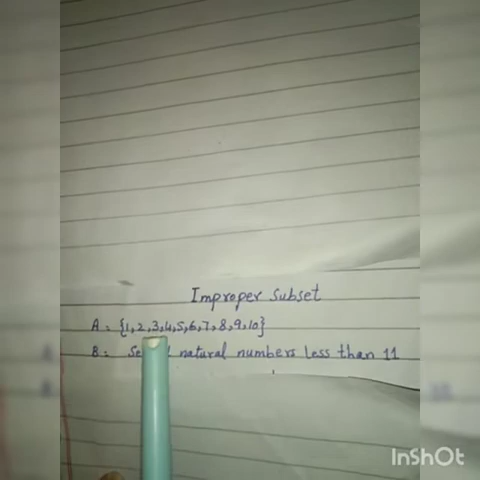 Improper Subset
A = {1,2,3,4,5,6,7,8,9,10}
B = natural numbers less than 11
InShOt